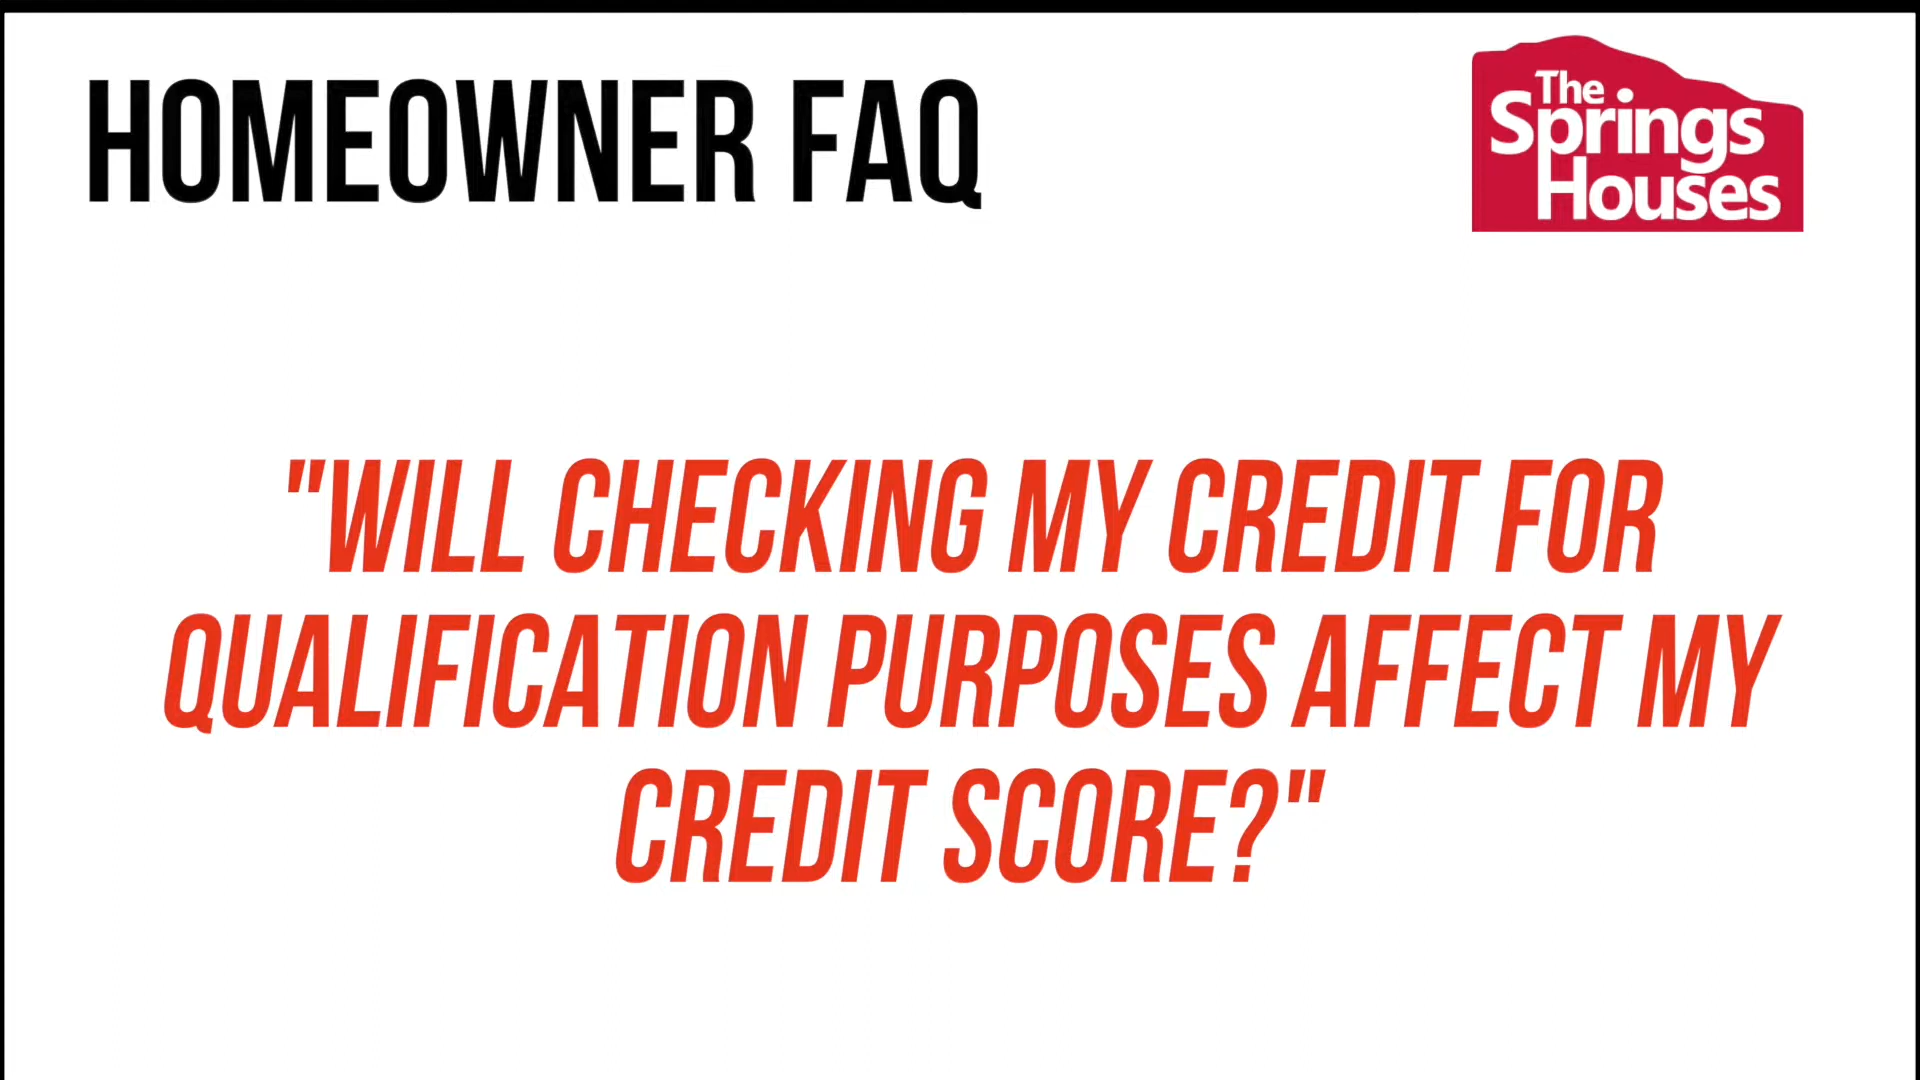 HOMEOWNER FAQ
The
Springs
Houses
"WILL CHECKING MY CREDIT FOR
QUALIFICATION PURPOSES AFFECT MY
CREDIT SCORE?"